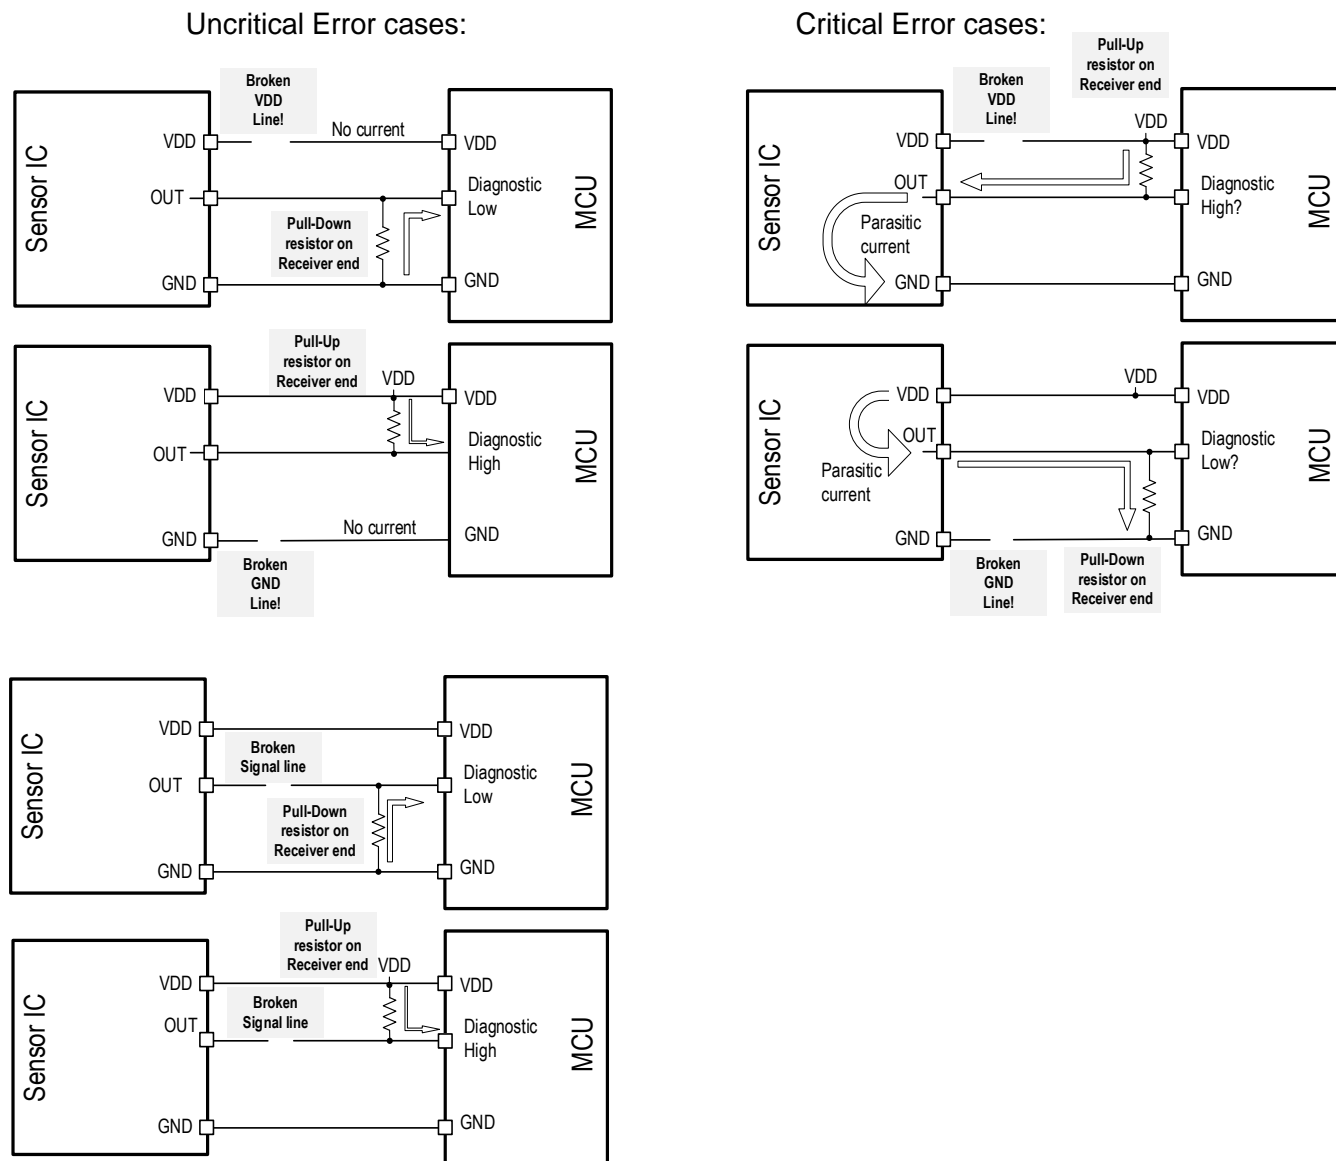 Uncritical Error cases:
Critical Error cases:
Broken
VDD
Line!
No current
VDD
VDD
OUT
Diagnostic
Low
Pull-Down
resistor on
Receiver end
GND
GND
Sensor IC
MCU
Pull-Up
resistor on
Receiver end
Broken
VDD
Line!
VDD
VDD
VDD
OUT
Diagnostic
High?
Parasitic
current
GND
GND
Sensor IC
MCU
Pull-Up
resistor on
Receiver end
VDD
VDD
VDD
OUT
Diagnostic
High
No current
GND
GND
Broken
GND
Line!
Sensor IC
MCU
VDD
VDD
VDD
OUT
Diagnostic
Low?
Parasitic
current
GND
GND
Broken
GND
Line!
Pull-Down
resistor on
Receiver end
Sensor IC
MCU
VDD
VDD
Broken
Signal line
OUT
Diagnostic
Low
Pull-Down
resistor on
Receiver end
GND
GND
Sensor IC
MCU
Pull-Up
resistor on
Receiver end
VDD
VDD
VDD
Broken
Signal line
OUT
Diagnostic
High
GND
GND
Sensor IC
MCU